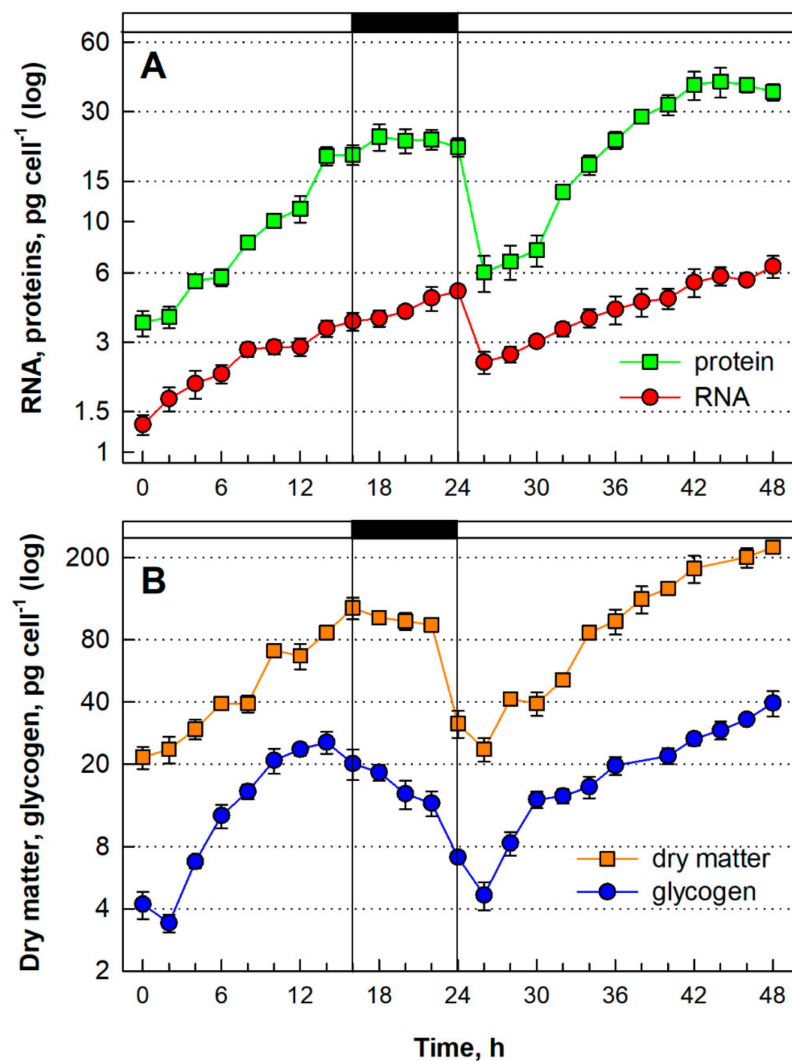 A
RNA, proteins, pg cell⁻¹ (log)
60
30
15
10
6
3
1.5
1
protein
RNA
0 6 12 18 24 30 36 42 48
B
Dry matter, glycogen, pg cell⁻¹ (log)
200
80
40
20
8
4
2
dry matter
glycogen
0 6 12 18 24 30 36 42 48
Time, h